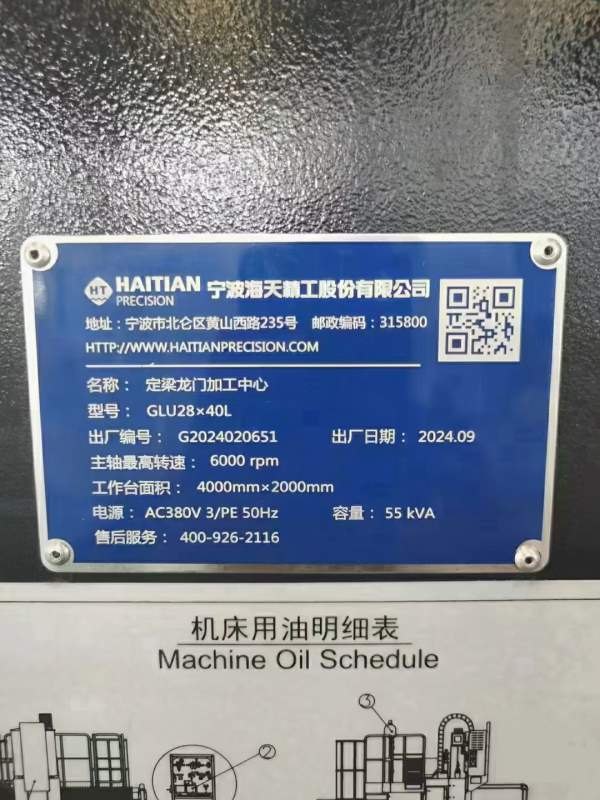 HT HAITIAN PRECISION 宁波海天精工股份有限公司
地址：宁波市北仑区黄山西路235号 邮政编码：315800
HTTP://WWW.HAITIANPRECISION.COM
名称： 定梁龙门加工中心
型号： GLU28×40L
出厂编号： G2024020651 出厂日期： 2024.09
主轴最高转速： 6000 rpm
工作台面积： 4000mm×2000mm
电源： AC380V 3/PE 50Hz 容量： 55 kVA
售后服务： 400-926-2116
机床用油明细表
Machine Oil Schedule
③
②